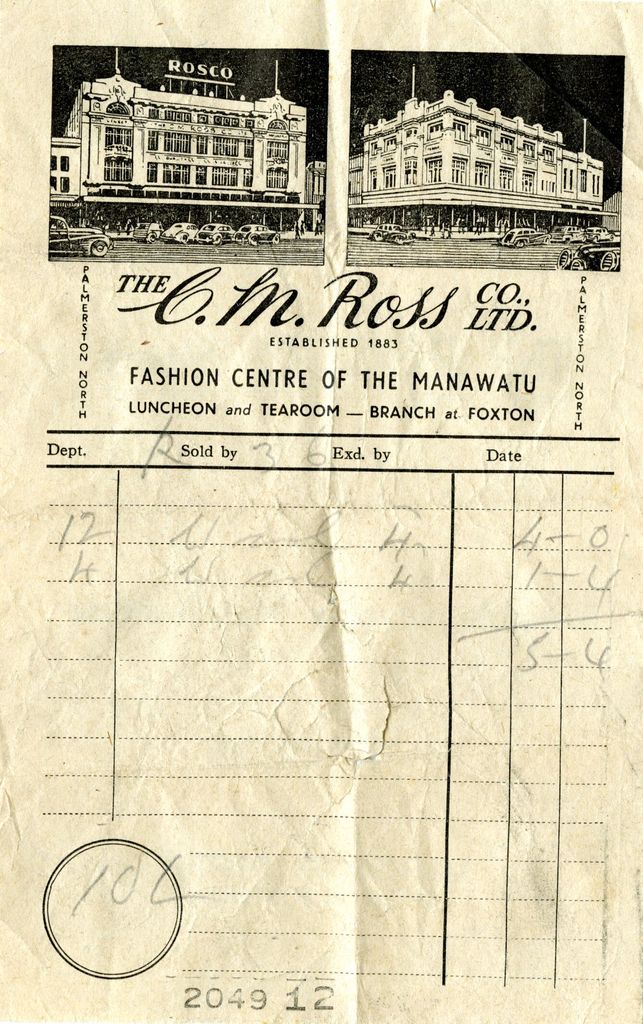 ROSCO
PALMERSTON NORTH
THE C. M. Ross CO., LTD.
PALMERSTON NORTH
ESTABLISHED 1883
FASHION CENTRE OF THE MANAWATU
LUNCHEON and TEAROOM — BRANCH at FOXTON
Dept. K Sold by 36 Exd. by Date
12 4 4-0
4 4 1-4
5-4
2049 12